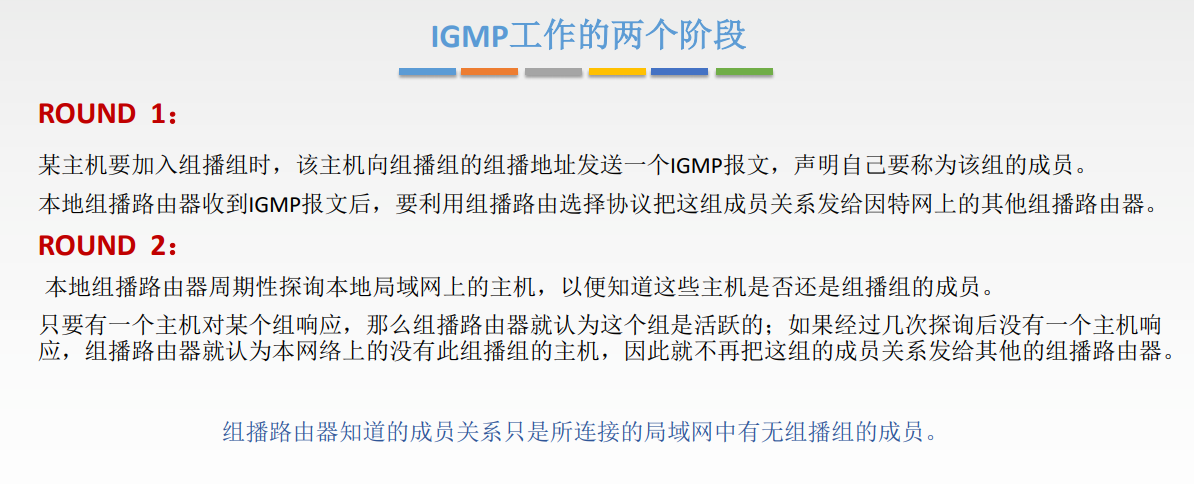 IGMP工作的两个阶段
ROUND 1：
某主机要加入组播组时，该主机向组播组的组播地址发送一个IGMP报文，声明自己要称为该组的成员。
本地组播路由器收到IGMP报文后，要利用组播路由选择协议把这组成员关系发给因特网上的其他组播路由器。
ROUND 2：
本地组播路由器周期性探询本地局域网上的主机，以便知道这些主机是否还是组播组的成员。
只要有一个主机对某个组响应，那么组播路由器就认为这个组是活跃的；如果经过几次探询后没有一个主机响
应，组播路由器就认为本网络上的没有此组播组的主机，因此就不再把这组的成员关系发给其他的组播路由器。
组播路由器知道的成员关系只是所连接的局域网中有无组播组的成员。